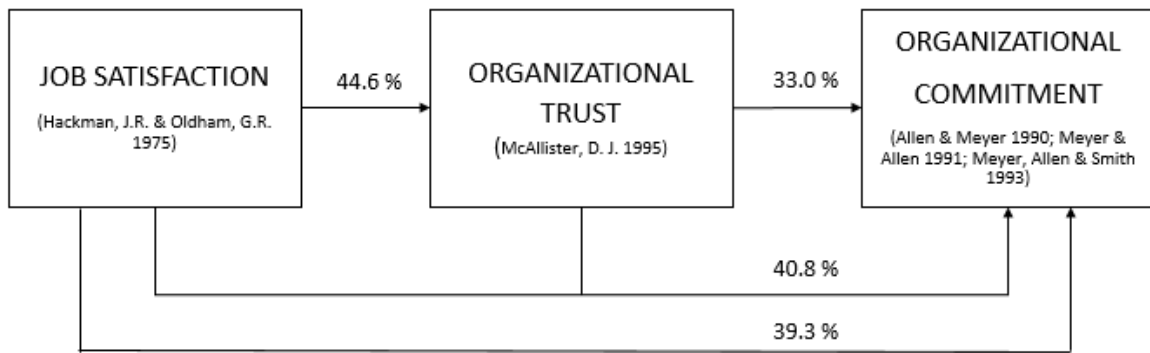 JOB SATISFACTION
(Hackman, J.R. & Oldham, G.R.
1975)
44.6 %
ORGANIZATIONAL
TRUST
(McAllister, D. J. 1995)
33.0 %
ORGANIZATIONAL
COMMITMENT
(Allen & Meyer 1990; Meyer &
Allen 1991; Meyer, Allen & Smith
1993)
40.8 %
39.3 %